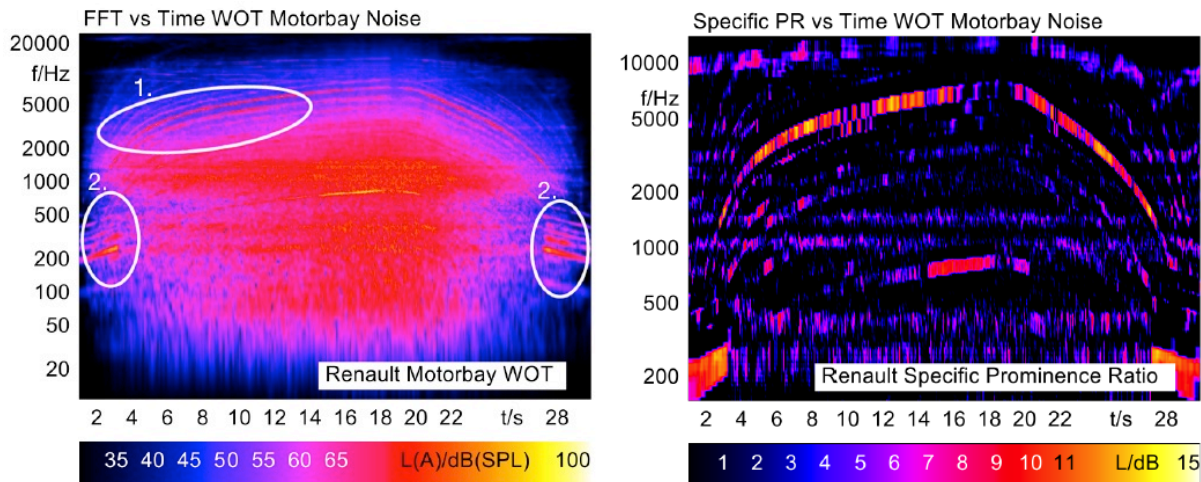 FFT vs Time WOT Motorbay Noise
20000
f/Hz
5000
2000
1000
500
200
100
50
20
1.
2.
2.
Renault Motorbay WOT
2 4 6 8 10 12 14 16 18 20 22 t/s 28
35 40 45 50 55 60 65 L(A)/dB(SPL) 100
Specific PR vs Time WOT Motorbay Noise
10000
f/Hz
5000
2000
1000
500
200
Renault Specific Prominence Ratio
2 4 6 8 10 12 14 16 18 20 22 t/s 28
1 2 3 4 5 6 7 8 9 10 11 L/dB 15